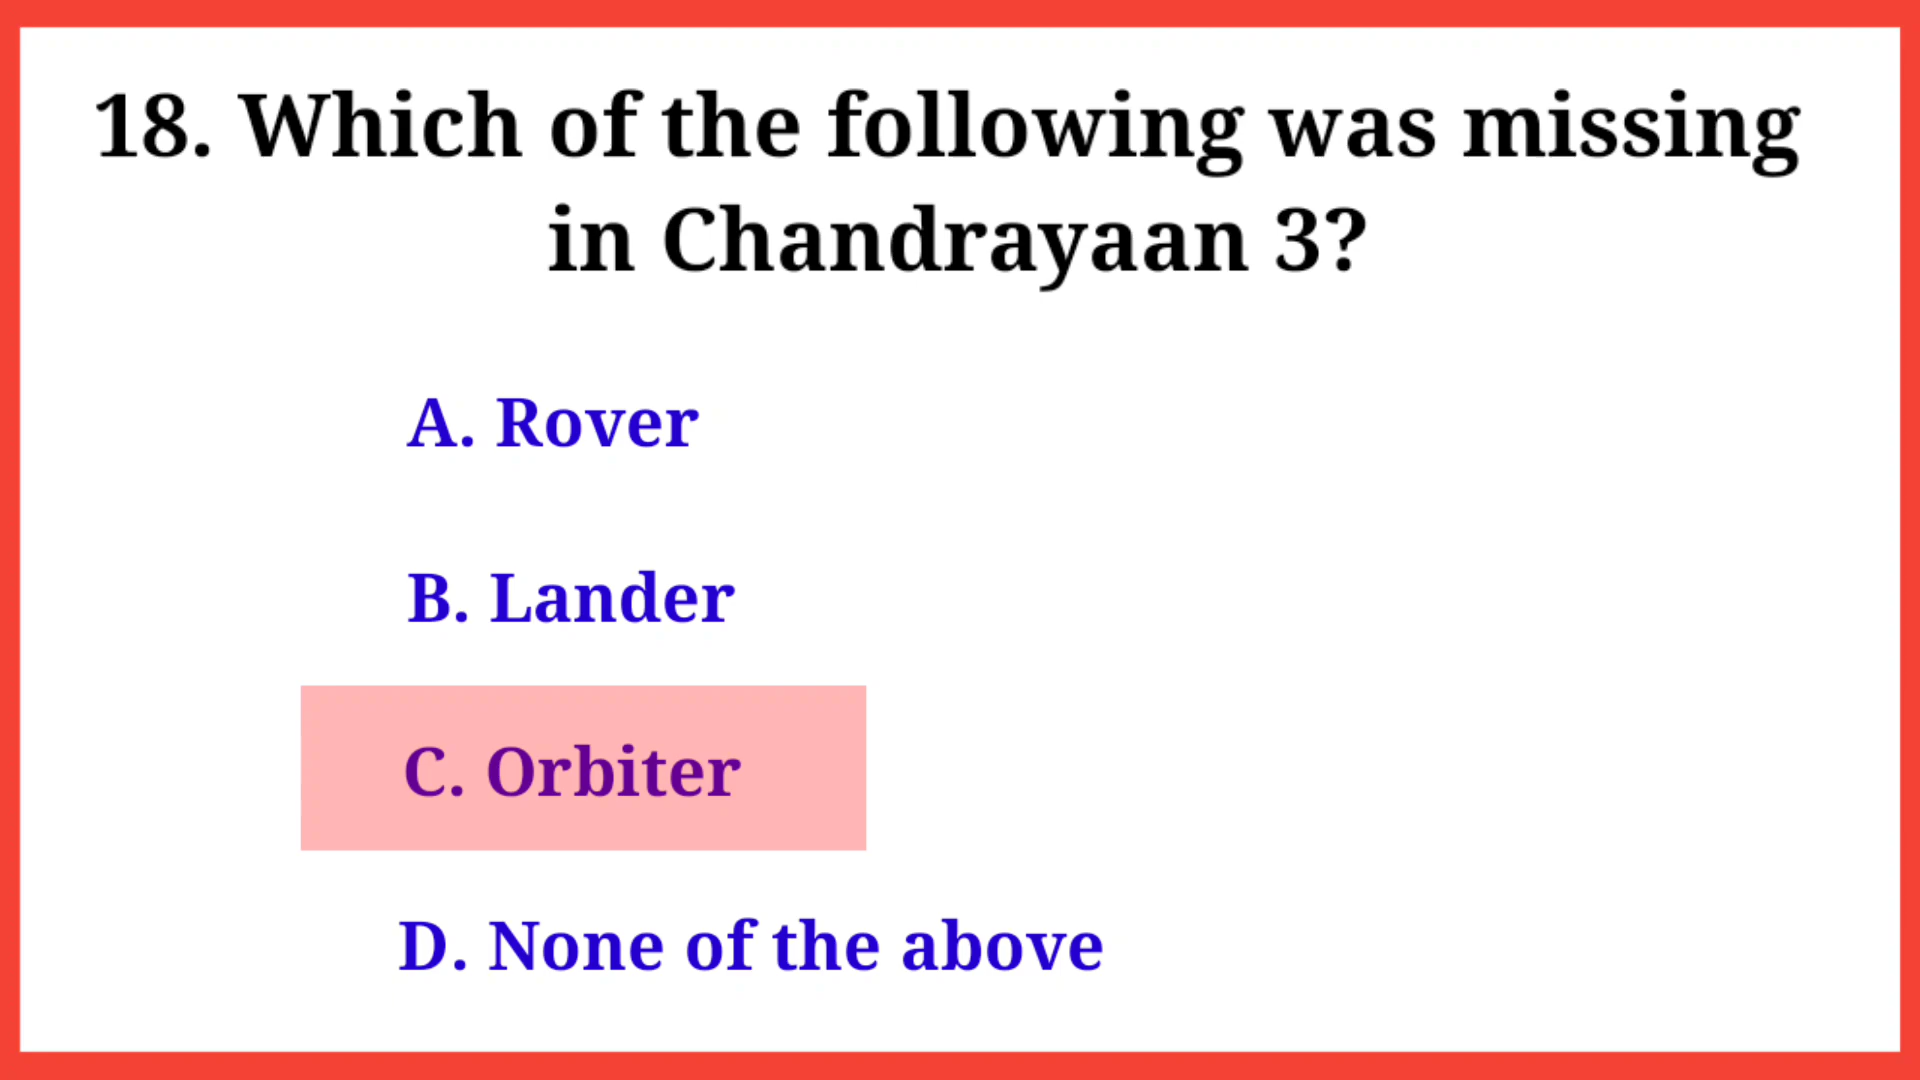 18. Which of the following was missing
in Chandrayaan 3?
A. Rover
B. Lander
C. Orbiter
D. None of the above